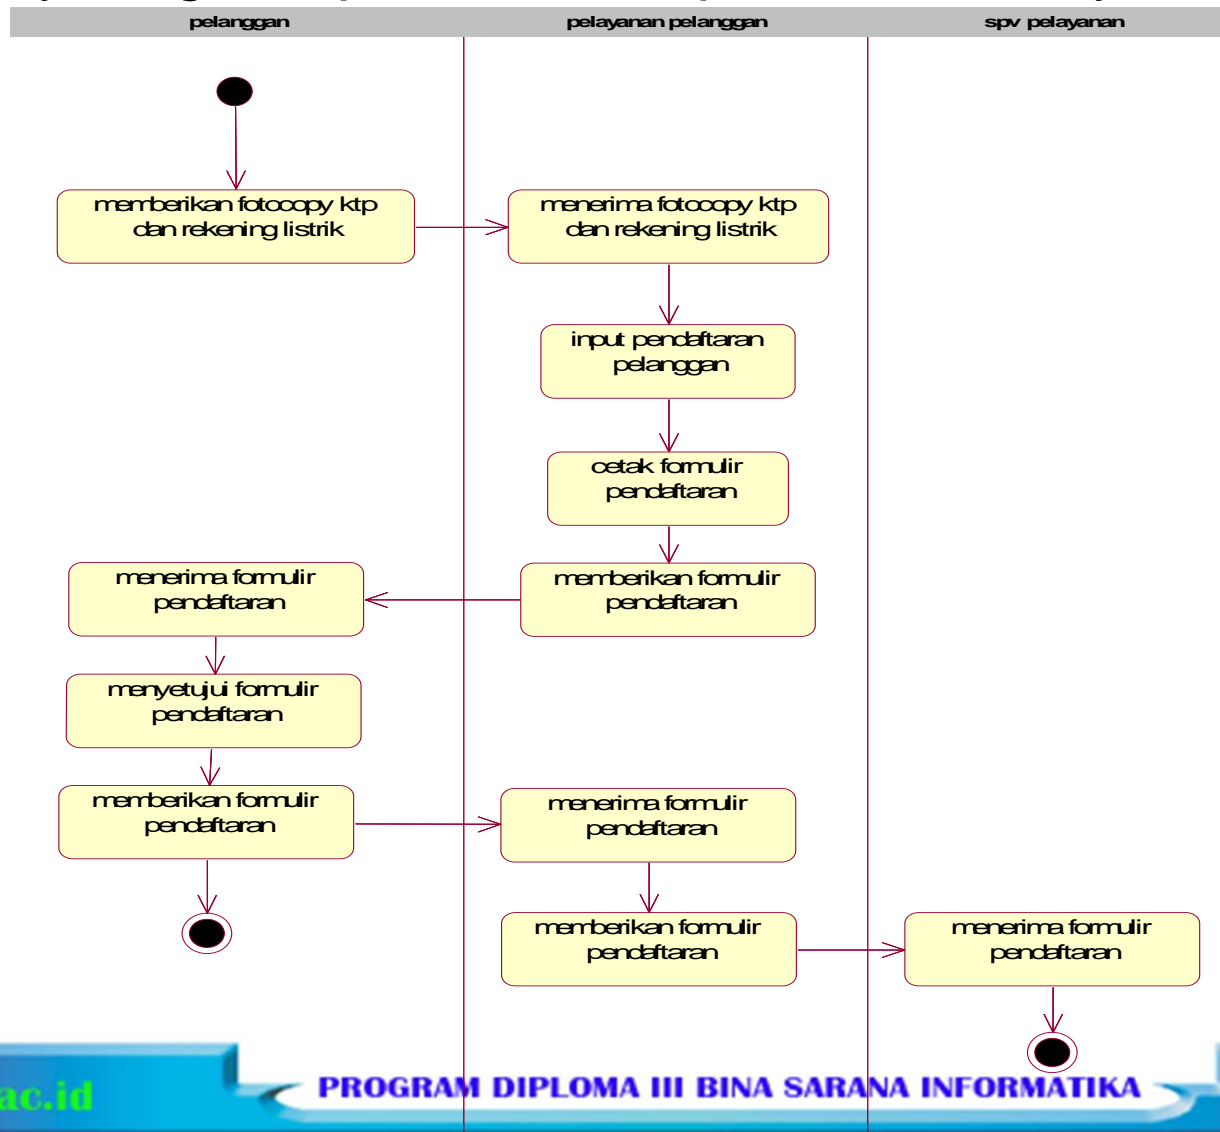 pelanggan
pelayanan pelanggan
spv pelayanan
memberikan fotocopy ktp
dan rekening listrik
menerima fotocopy ktp
dan rekening listrik
input pendaftaran
pelanggan
cetak formulir
pendaftaran
memberikan formulir
pendaftaran
menerima formulir
pendaftaran
menyetujui formulir
pendaftaran
memberikan formulir
pendaftaran
menerima formulir
pendaftaran
memberikan formulir
pendaftaran
menerima formulir
pendaftaran
ac.id
PROGRAM DIPLOMA III BINA SARANA INFORMATIKA